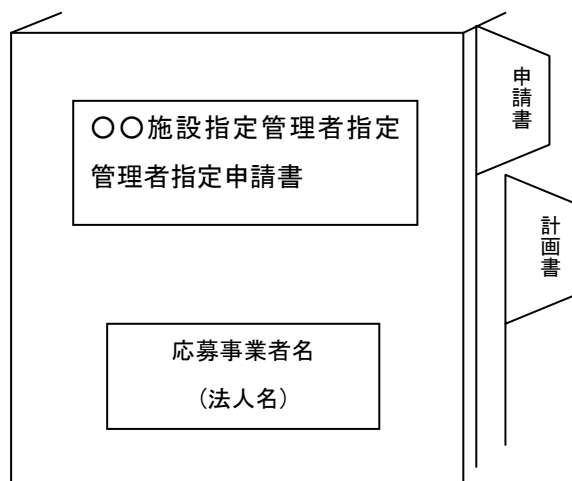 〇〇施設指定管理者指定
管理者指定申請書
応募事業者名
（法人名）
申請書
計画書